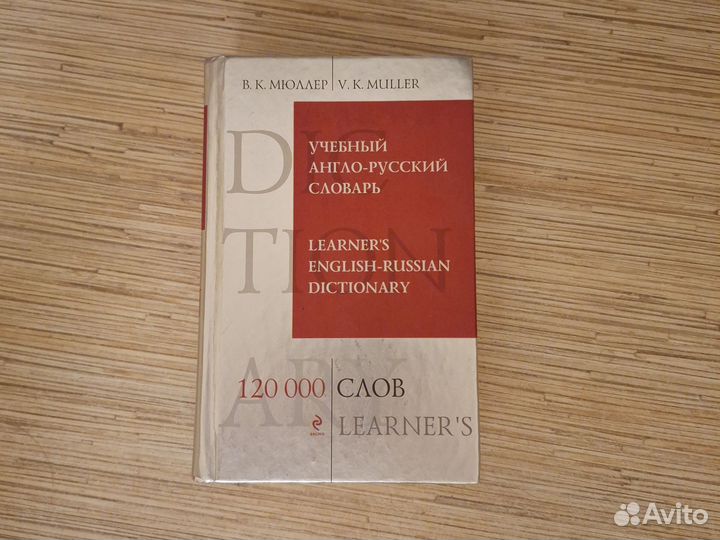 В. К. МЮЛЛЕР V. K. MULLER
DIC
TION
ARY
УЧЕБНЫЙ
АНГЛО-РУССКИЙ
СЛОВАРЬ
LEARNER'S
ENGLISH-RUSSIAN
DICTIONARY
120 000 СЛОВ
LEARNER'S
Avito